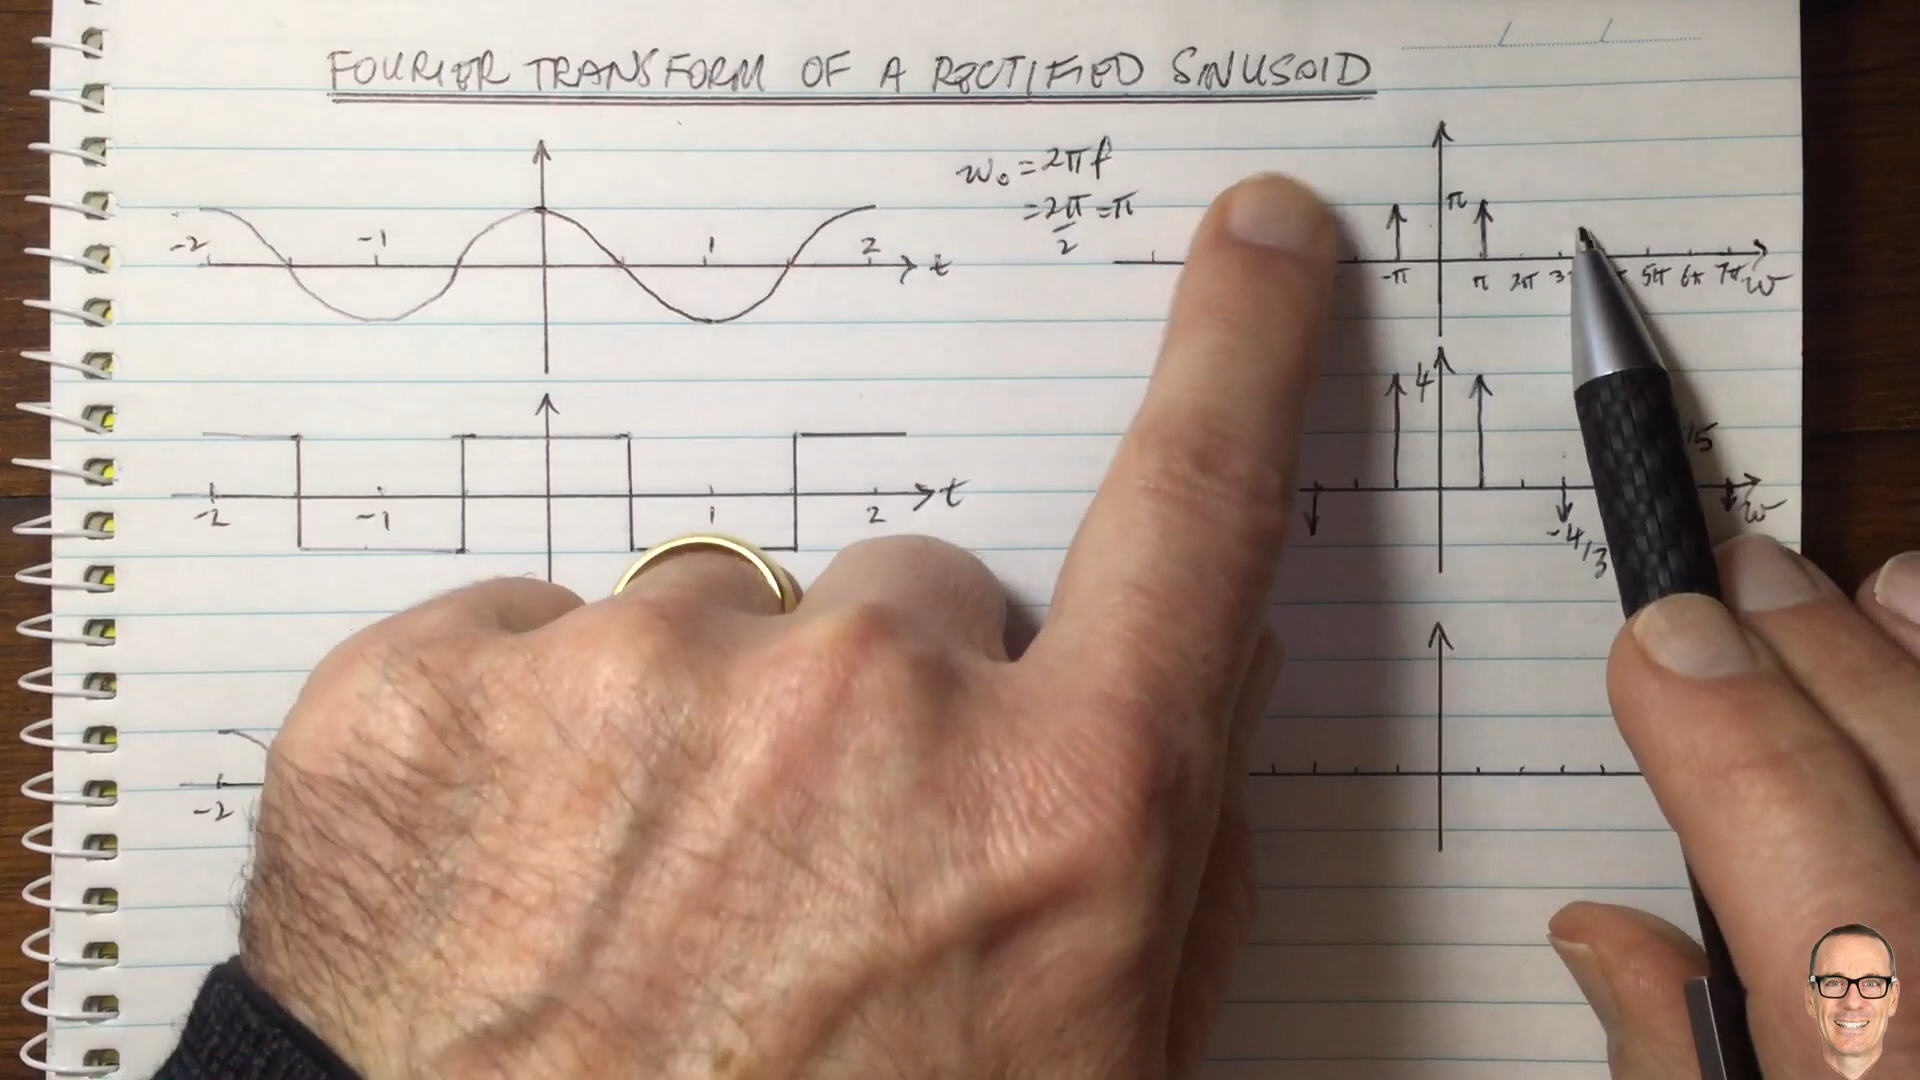 FOURIER TRANSFORM OF A RECTIFIED SINUSOID
ω₀ = 2πf
= 2π/2 = π
-2 -1 1 2 t
π
-π π 2π 5π 6π 7π ω
4
-2 -1 1 2 t
-4/3 ω
-2